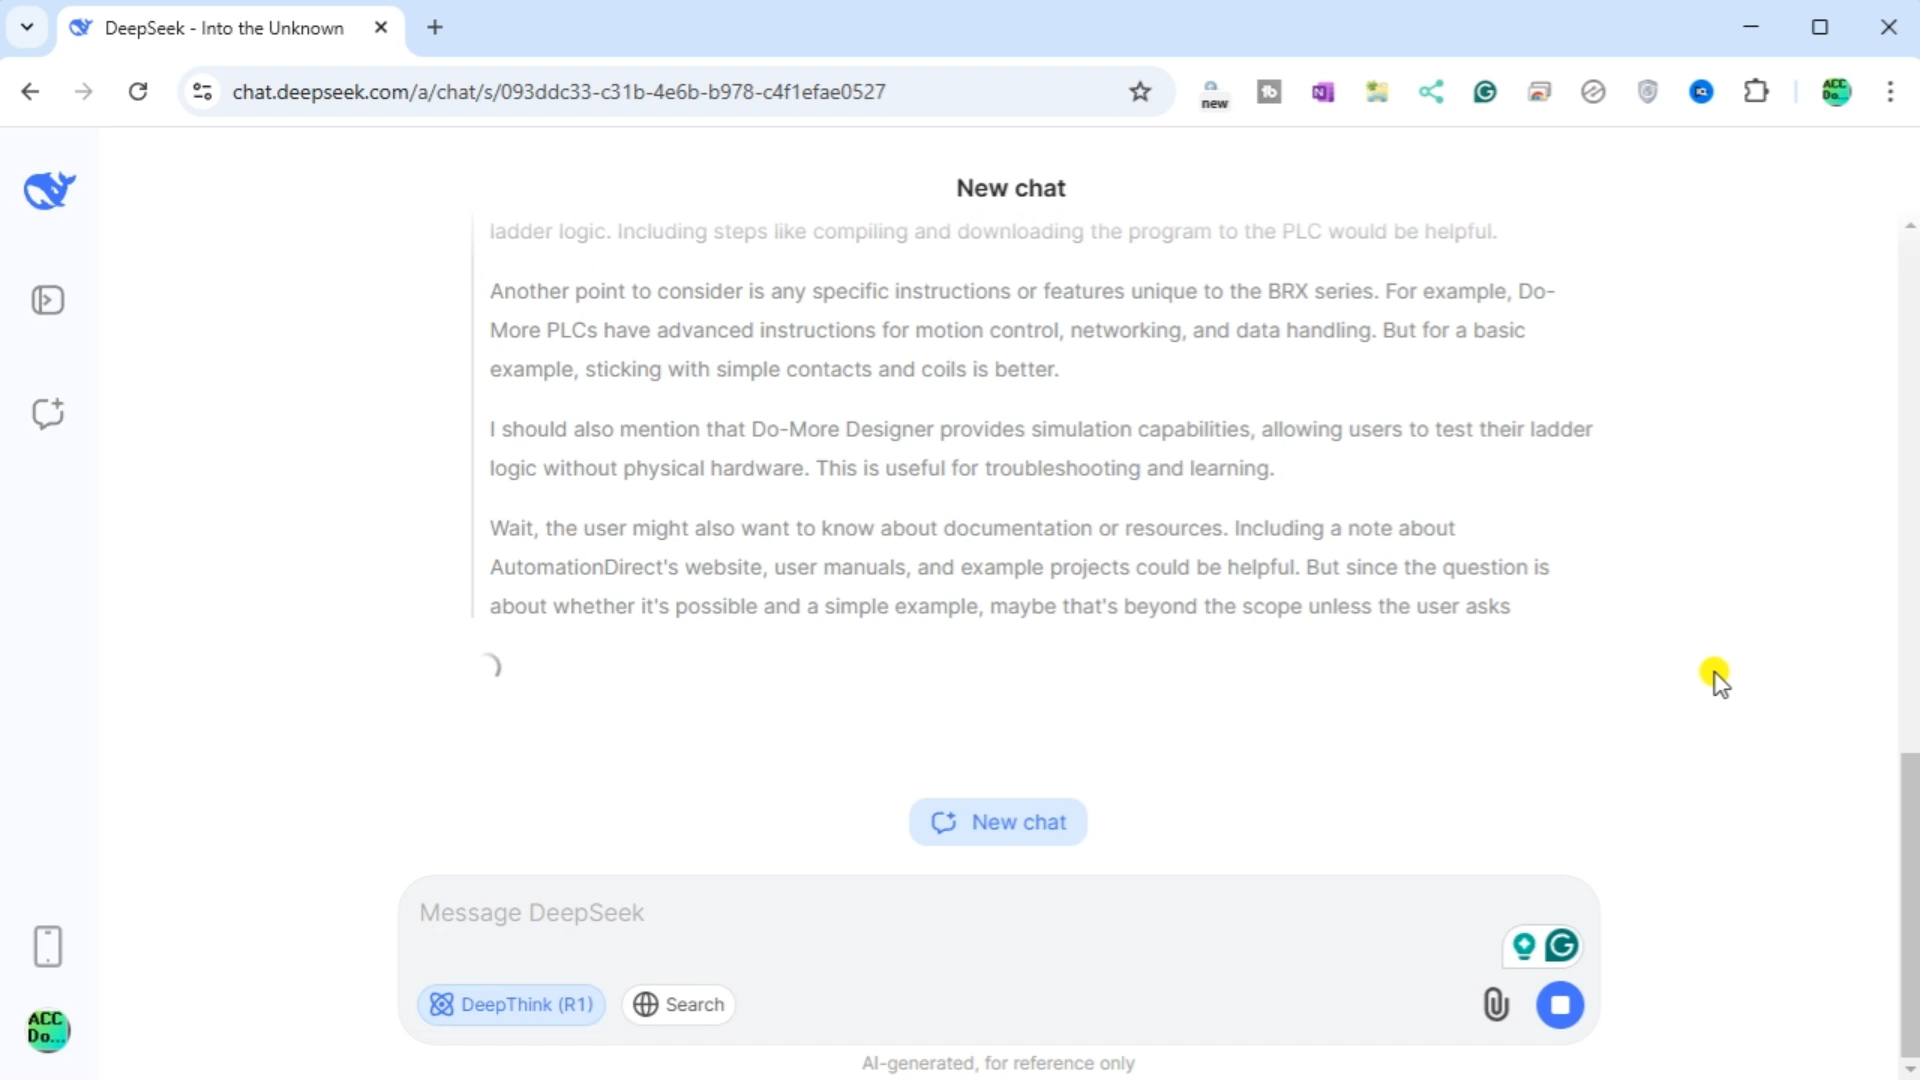 DeepSeek - Into the Unknown
chat.deepseek.com/a/chat/s/093ddc33-c31b-4e6b-b978-c4f1efae0527
new
tb
N
G
ACC
Do...
New chat
ladder logic. Including steps like compiling and downloading the program to the PLC would be helpful.
Another point to consider is any specific instructions or features unique to the BRX series. For example, Do-
More PLCs have advanced instructions for motion control, networking, and data handling. But for a basic
example, sticking with simple contacts and coils is better.
I should also mention that Do-More Designer provides simulation capabilities, allowing users to test their ladder
logic without physical hardware. This is useful for troubleshooting and learning.
Wait, the user might also want to know about documentation or resources. Including a note about
AutomationDirect's website, user manuals, and example projects could be helpful. But since the question is
about whether it's possible and a simple example, maybe that's beyond the scope unless the user asks
New chat
Message DeepSeek
G
DeepThink (R1)
Search
ACC
Do...
AI-generated, for reference only